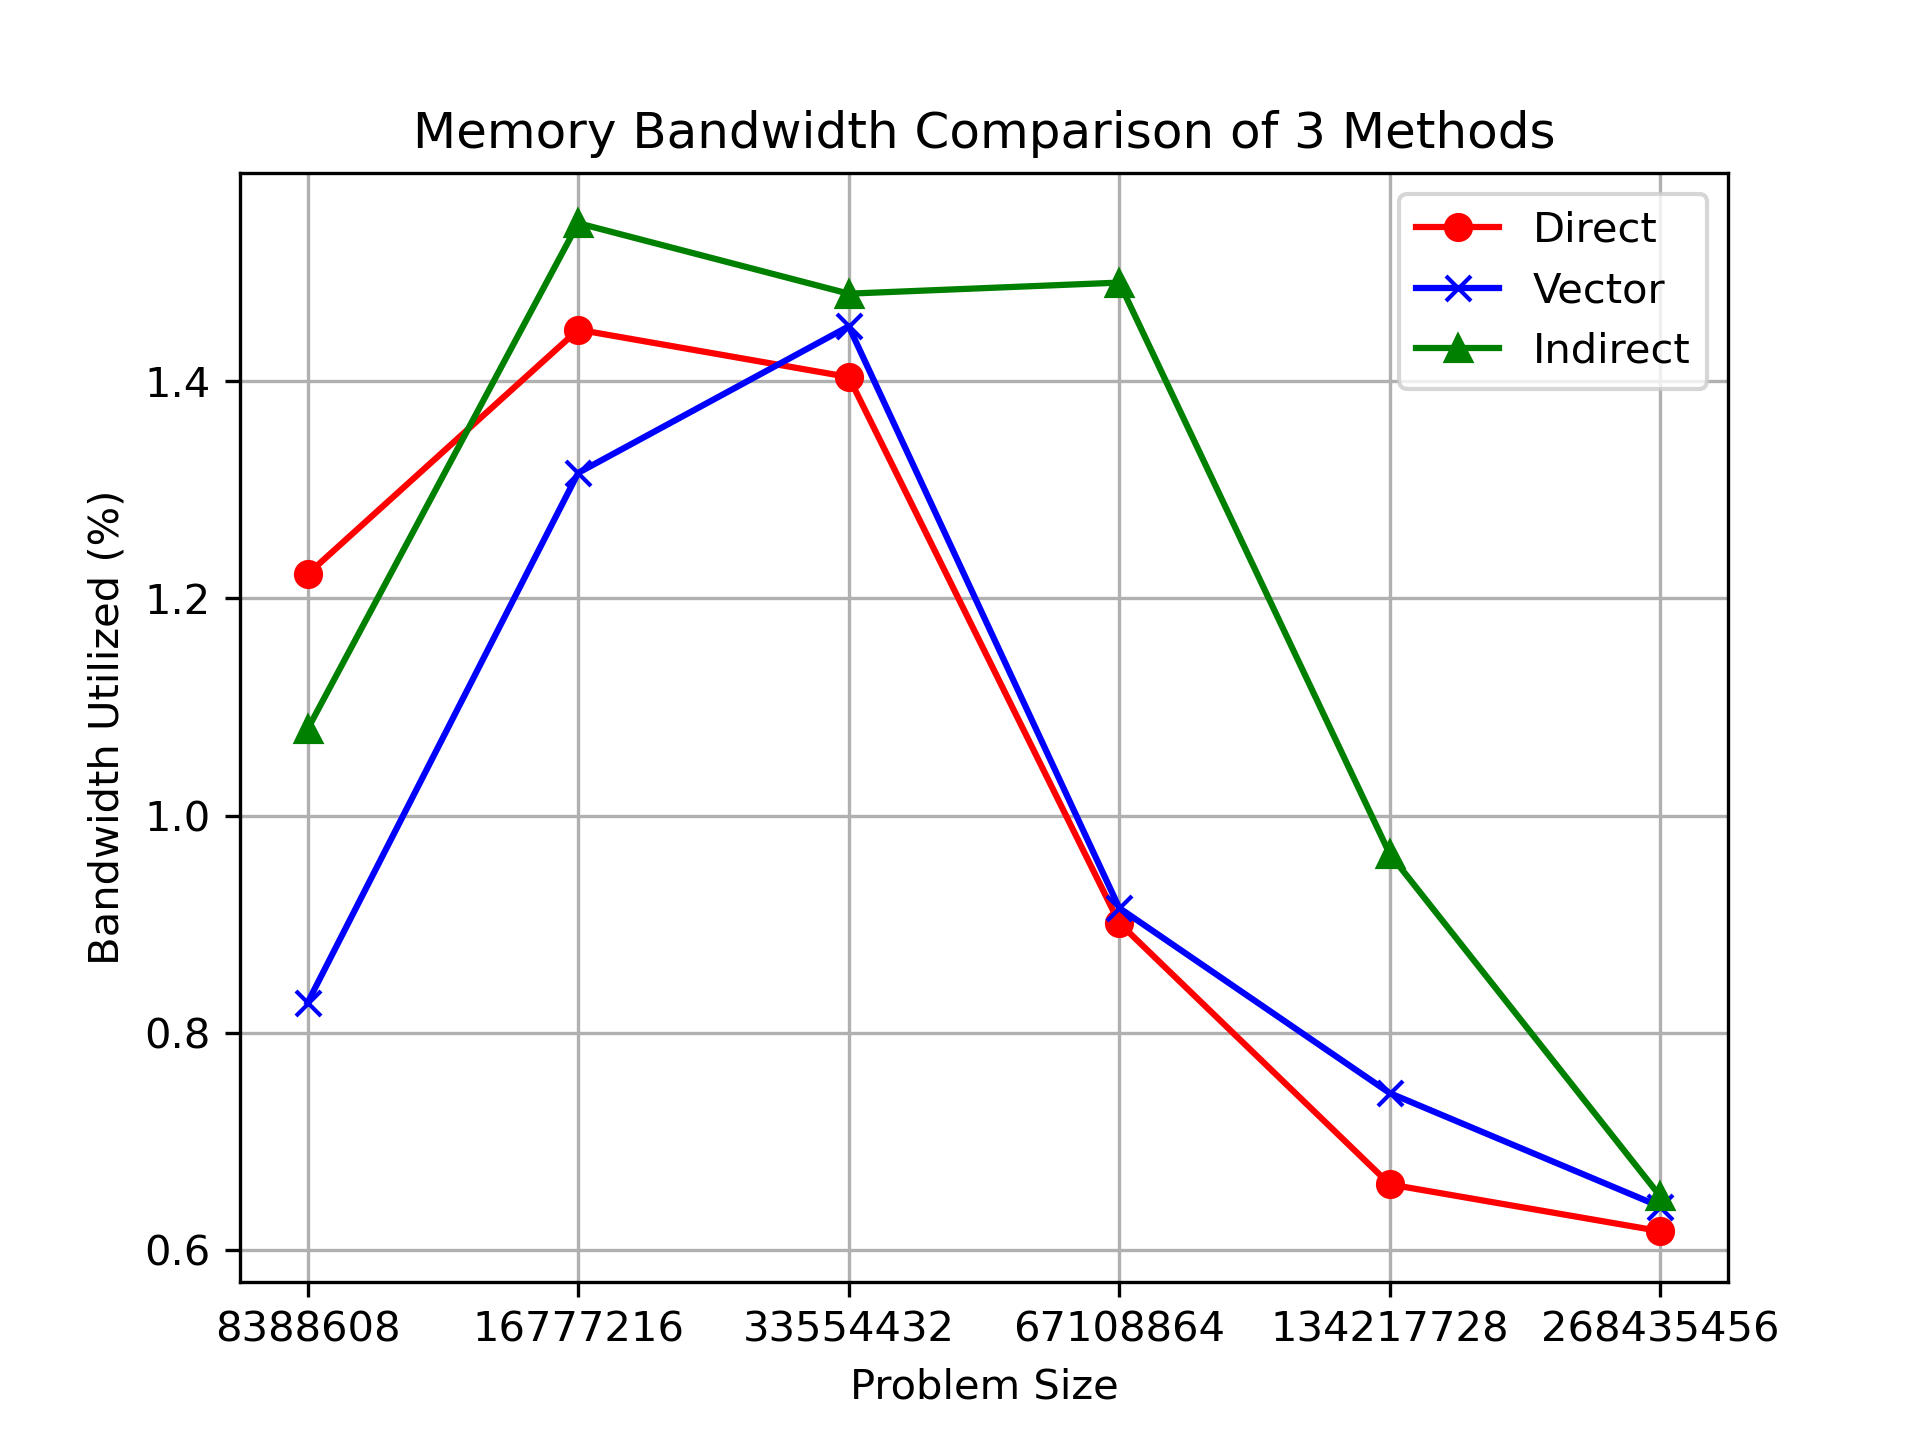 Memory Bandwidth Comparison of 3 Methods
Direct
Vector
Indirect
Bandwidth Utilized (%)
1.4
1.2
1.0
0.8
0.6
8388608 16777216 33554432 67108864 134217728 268435456
Problem Size